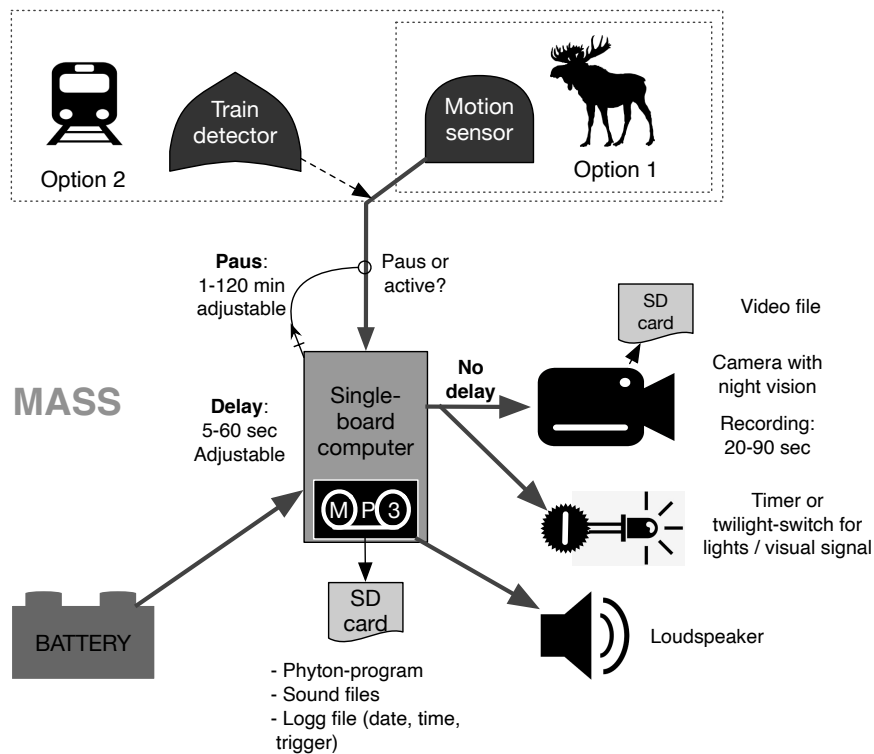 Train
detector
Motion
sensor
Option 2
Option 1
Paus:
1-120 min
adjustable
Paus or
active?
SD
card
Video file
MASS
Delay:
5-60 sec
Adjustable
Single-
board
computer
No
delay
Camera with
night vision
Recording:
20-90 sec
M P 3
Timer or
twilight-switch for
lights / visual signal
BATTERY
SD
card
Loudspeaker
- Phyton-program
- Sound files
- Logg file (date, time,
trigger)